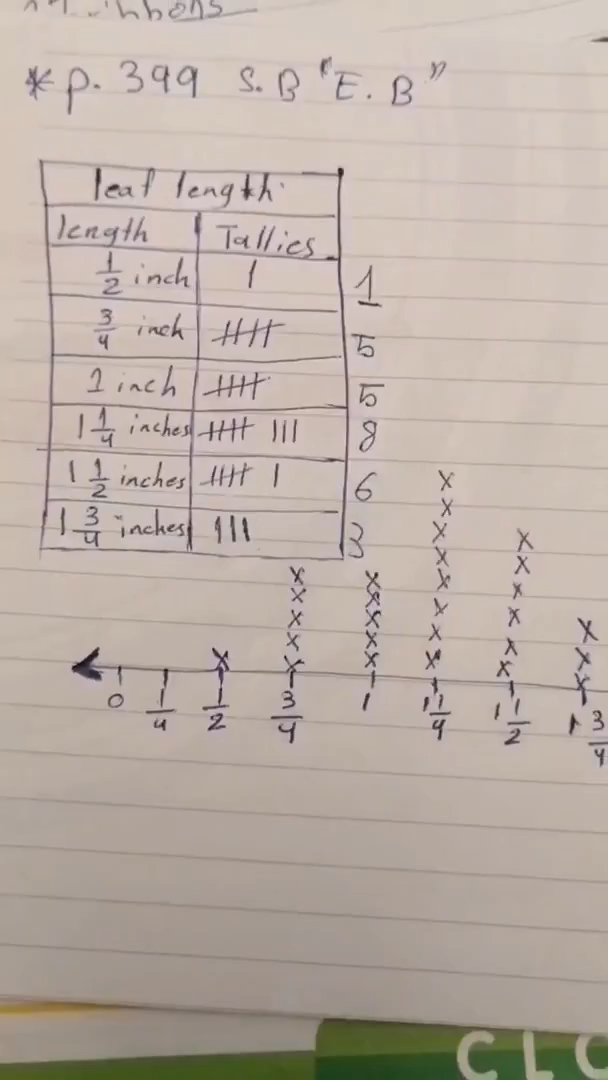 * p. 399 S.B "E.B"
leaf length
length Tallies
1/2 inch | 1
3/4 inch 5
1 inch 5
1 1/4 inches 8
1 1/2 inches 6
1 3/4 inches 3
0 1/4 1/2 3/4 1 1 1/4 1 1/2 1 3/4
CLC